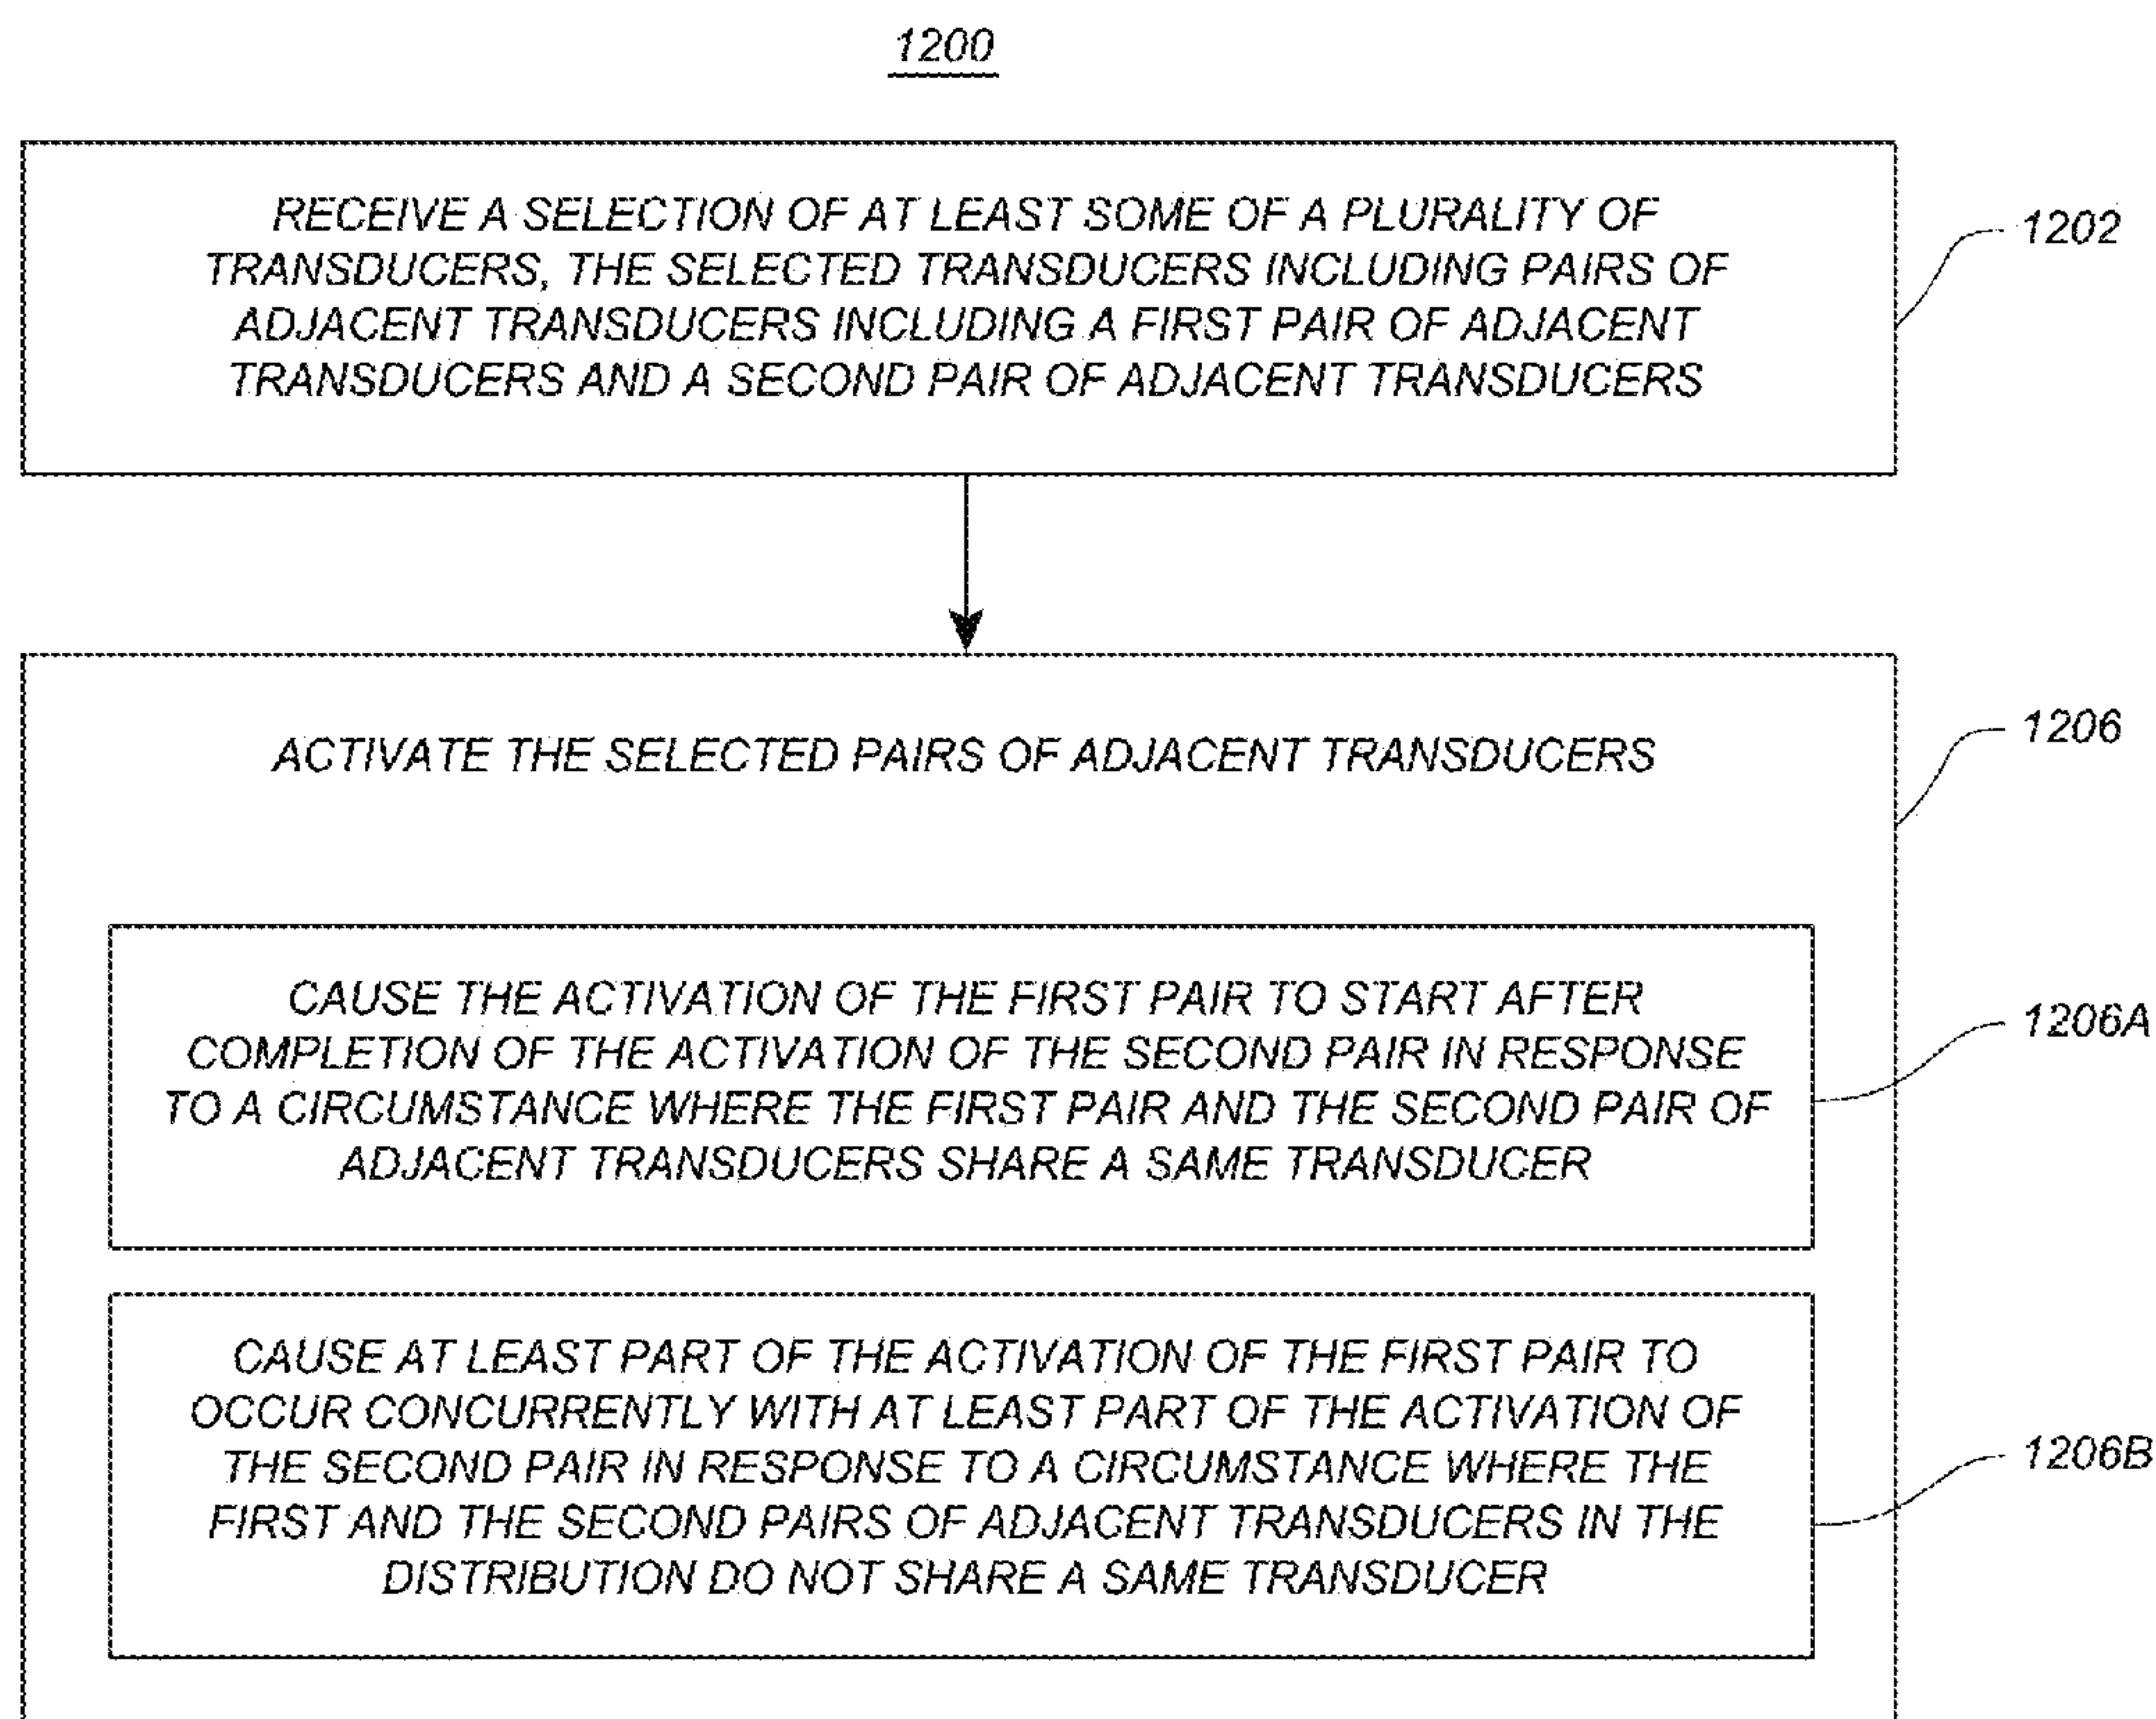 1200
RECEIVE A SELECTION OF AT LEAST SOME OF A PLURALITY OF
TRANSDUCERS, THE SELECTED TRANSDUCERS INCLUDING PAIRS OF
ADJACENT TRANSDUCERS INCLUDING A FIRST PAIR OF ADJACENT
TRANSDUCERS AND A SECOND PAIR OF ADJACENT TRANSDUCERS
1202
ACTIVATE THE SELECTED PAIRS OF ADJACENT TRANSDUCERS
1206
CAUSE THE ACTIVATION OF THE FIRST PAIR TO START AFTER
COMPLETION OF THE ACTIVATION OF THE SECOND PAIR IN RESPONSE
TO A CIRCUMSTANCE WHERE THE FIRST PAIR AND THE SECOND PAIR OF
ADJACENT TRANSDUCERS SHARE A SAME TRANSDUCER
1206A
CAUSE AT LEAST PART OF THE ACTIVATION OF THE FIRST PAIR TO
OCCUR CONCURRENTLY WITH AT LEAST PART OF THE ACTIVATION OF
THE SECOND PAIR IN RESPONSE TO A CIRCUMSTANCE WHERE THE
FIRST AND THE SECOND PAIRS OF ADJACENT TRANSDUCERS IN THE
DISTRIBUTION DO NOT SHARE A SAME TRANSDUCER
1206B